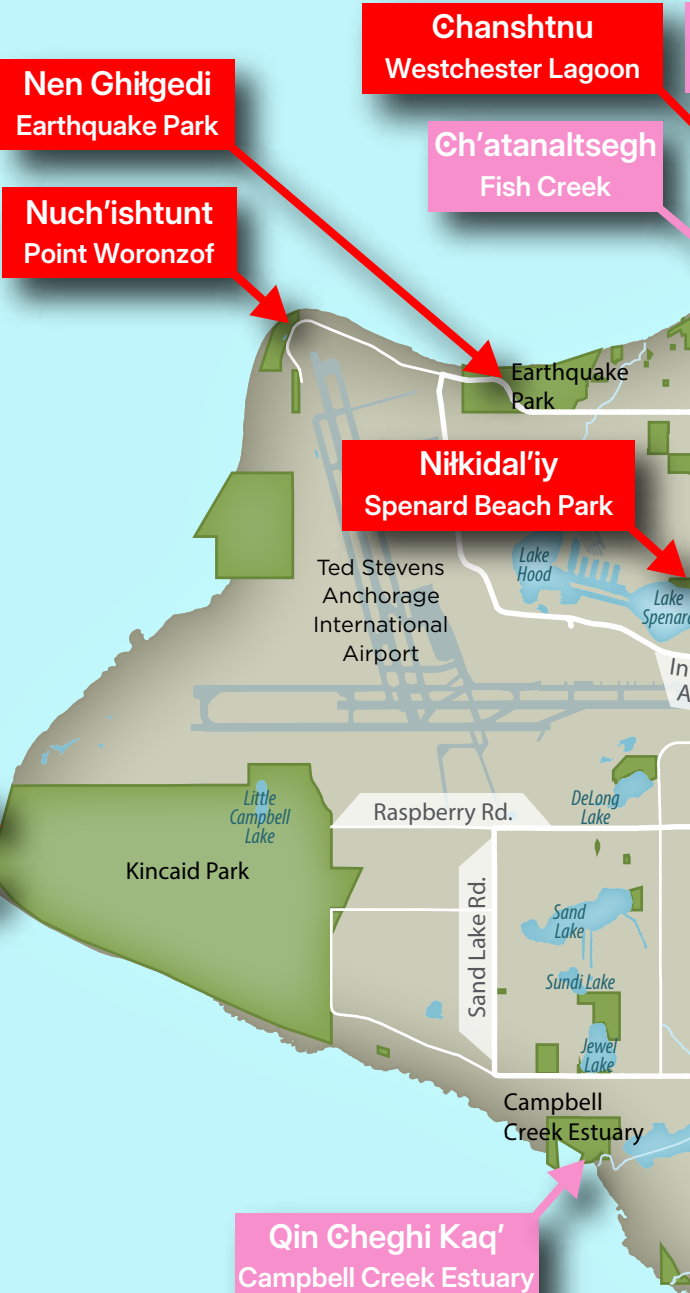 Chanshtnu
Westchester Lagoon
Nen Ghiłgedi
Earthquake Park
Ch'atanaltsegh
Fish Creek
Nuch'ishtunt
Point Woronzof
Earthquake
Park
Niłkidal'iy
Spenard Beach Park
Lake
Hood
Ted Stevens
Anchorage
International
Airport
Lake
Spenard
In
A
Little
Campbell
Lake
DeLong
Lake
Raspberry Rd.
Kincaid Park
Sand Lake Rd.
Sand
Lake
Sundi Lake
Jewel
Lake
Campbell
Creek Estuary
Qin Cheghi Kaq'
Campbell Creek Estuary